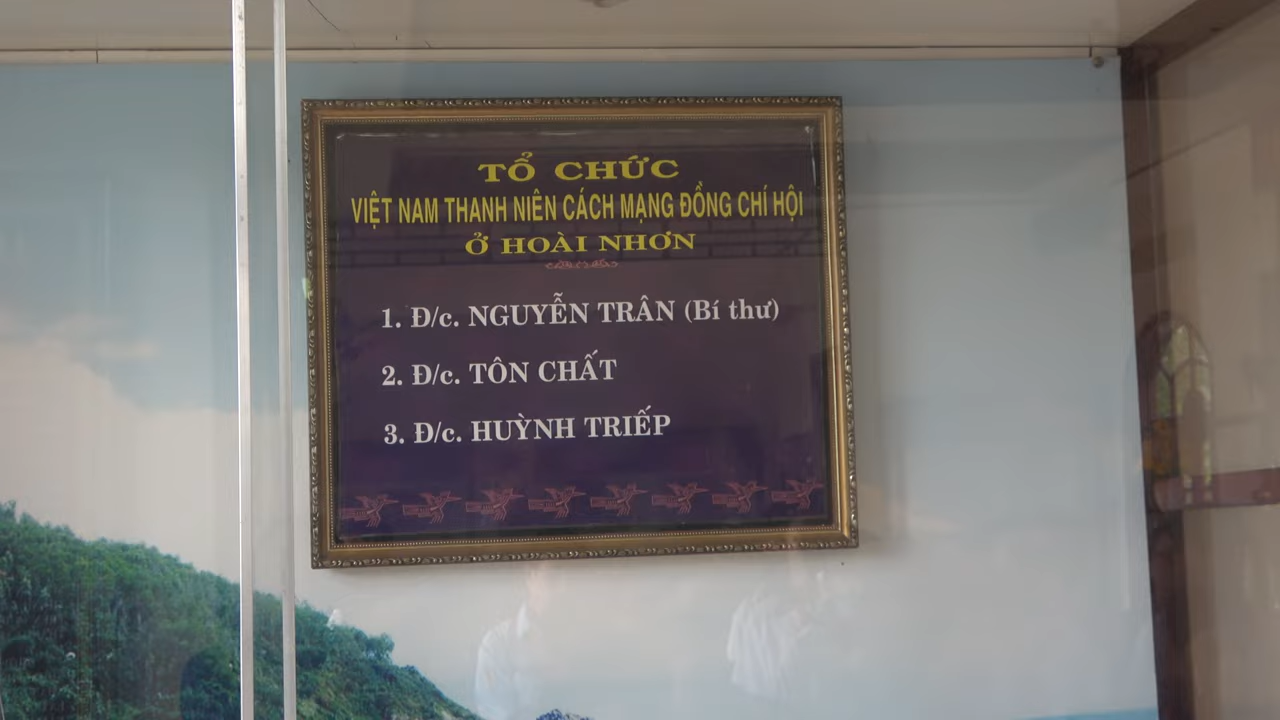 TỔ CHỨC
VIỆT NAM THANH NIÊN CÁCH MẠNG ĐỒNG CHÍ HỘI
Ở HOÀI NHƠN
1. Đ/c. NGUYỄN TRÂN (Bí thư)
2. Đ/c. TÔN CHẤT
3. Đ/c. HUỲNH TRIẾP